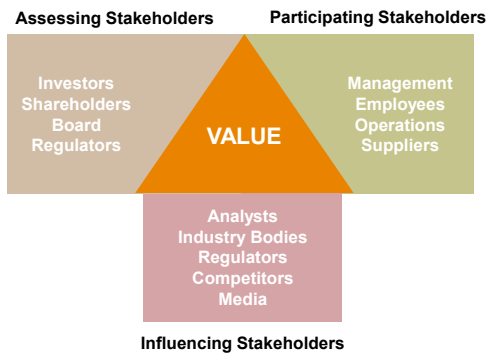 Assessing Stakeholders
Participating Stakeholders
Investors
Shareholders
Board
Regulators
VALUE
Management
Employees
Operations
Suppliers
Analysts
Industry Bodies
Regulators
Competitors
Media
Influencing Stakeholders